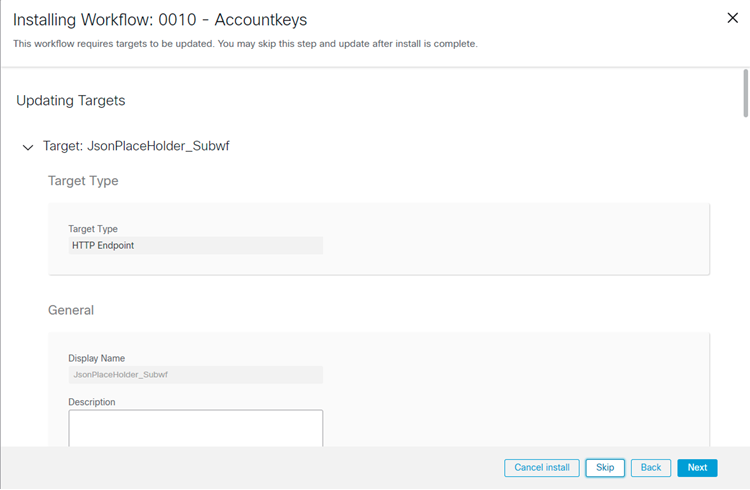 Installing Workflow: 0010 - Accountkeys
This workflow requires targets to be updated. You may skip this step and update after install is complete.
Updating Targets
Target: JsonPlaceHolder_Subwf
Target Type
Target Type
HTTP Endpoint
General
Display Name
JsonPlaceHolder_Subwf
Description
Cancel install
Skip
Back
Next